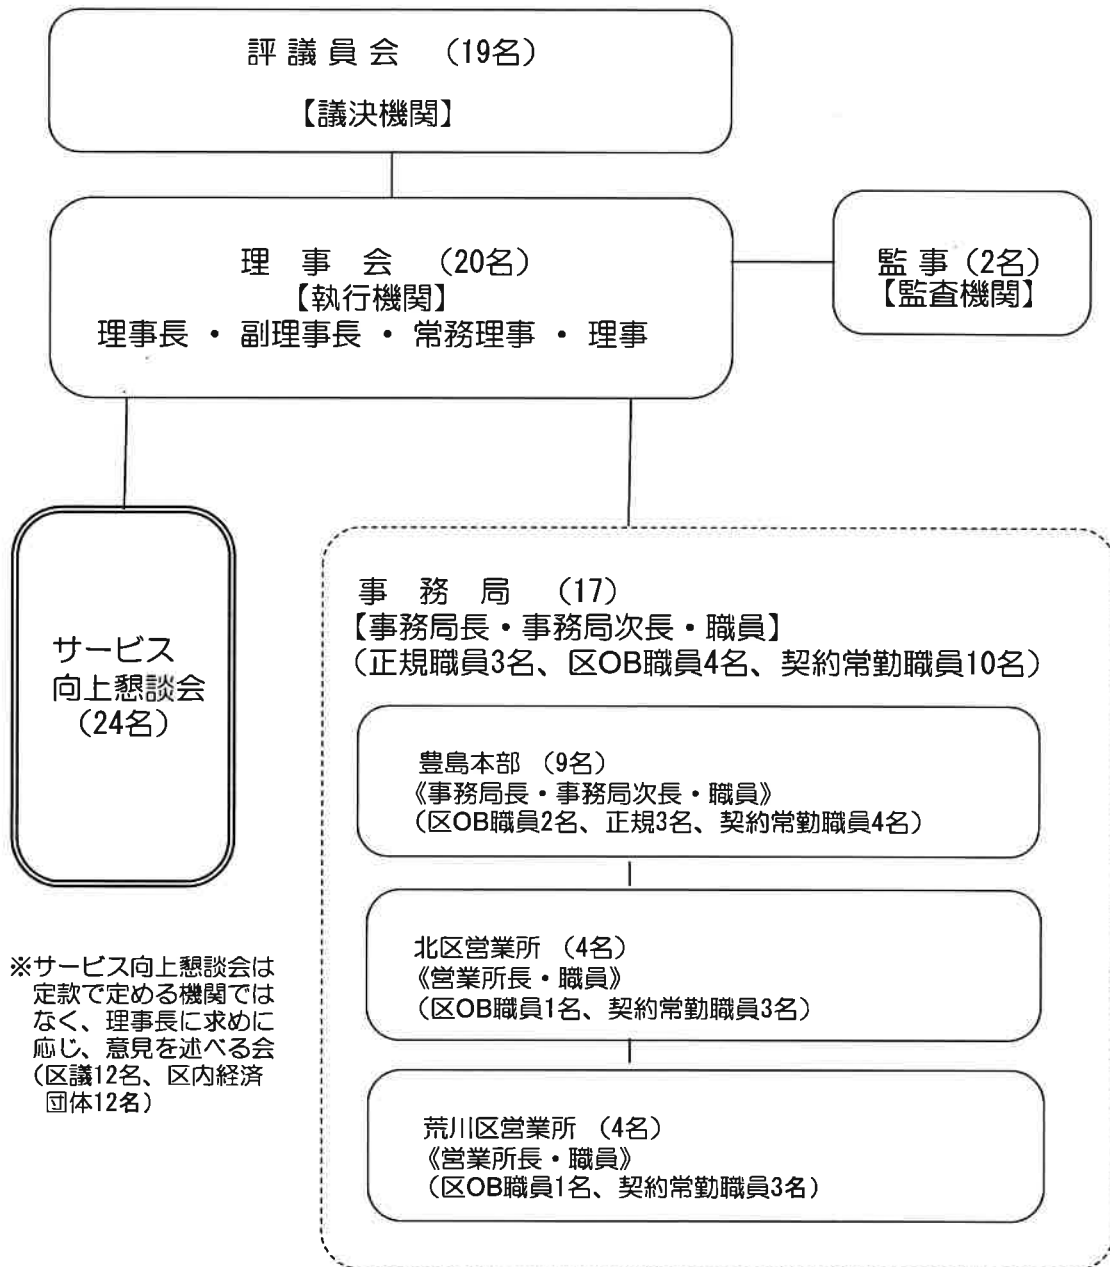 評議員会 (19名)
【議決機関】
理事会 (20名)
【執行機関】
理事長・副理事長・常務理事・理事
監事(2名)
【監査機関】
サービス
向上懇談会
(24名)
※サービス向上懇談会は
定款で定める機関では
なく、理事長に求めに
応じ、意見を述べる会
(区議12名、区内経済
団体12名)
事務局 (17)
【事務局長・事務局次長・職員】
(正規職員3名、区OB職員4名、契約常勤職員10名)
豊島本部 (9名)
《事務局長・事務局次長・職員》
(区OB職員2名、正規3名、契約常勤職員4名)
北区営業所 (4名)
《営業所長・職員》
(区OB職員1名、契約常勤職員3名)
荒川区営業所 (4名)
《営業所長・職員》
(区OB職員1名、契約常勤職員3名)